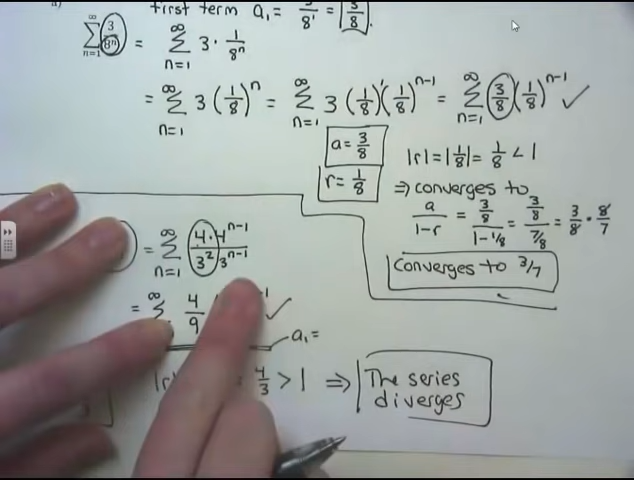 first term a₁ = 3/8¹ = 3/8.
∑_{n=1}^{∞} 3/8ⁿ = ∑_{n=1}^{∞} 3 · 1/8ⁿ
= ∑_{n=1}^{∞} 3 (1/8)ⁿ = ∑_{n=1}^{∞} 3 (1/8)¹ (1/8)^{n-1} = ∑_{n=1}^{∞} (3/8) (1/8)^{n-1} ✓
a = 3/8
r = 1/8
|r| = |1/8| = 1/8 < 1
⇒ converges to
a/(1-r) = (3/8)/(1-1/8) = (3/8)/(7/8) = 3/8 · 8/7
Converges to 3/7
= ∑_{n=1}^{∞} (4 · 4^{n-1})/(3² 3^{n-1})
= ∑^{∞} 4/9 ✓
a₁ =
|r| 4/3 > 1 ⇒ The series
diverges